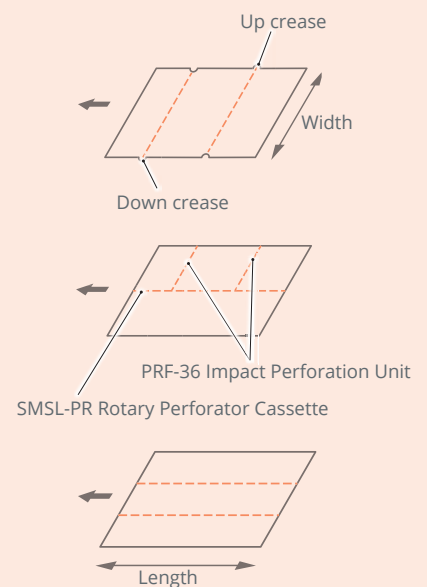 Up crease
Width
Down crease
PRF-36 Impact Perforation Unit
SMSL-PR Rotary Perforator Cassette
Length